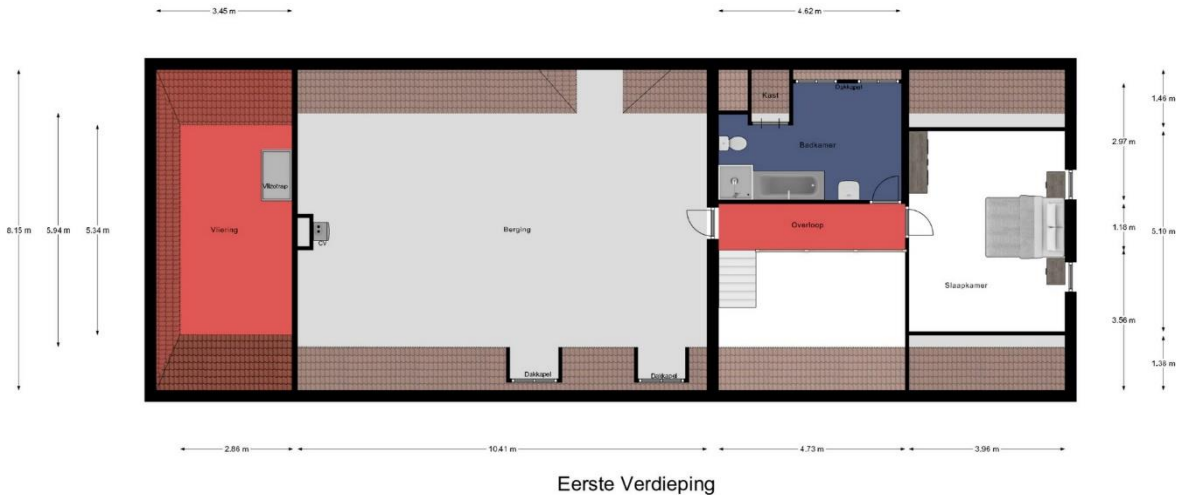 3.45 m
4.62 m
8.15 m
5.94 m
5.34 m
Vliering
Vlizotrap
CV
Berging
Dakkapel
Dakkapel
Kast
Dakkapel
Badkamer
Overloop
Slaapkamer
2.97 m
1.18 m
3.56 m
1.46 m
5.10 m
1.38 m
2.86 m
10.41 m
4.73 m
3.96 m
Eerste Verdieping